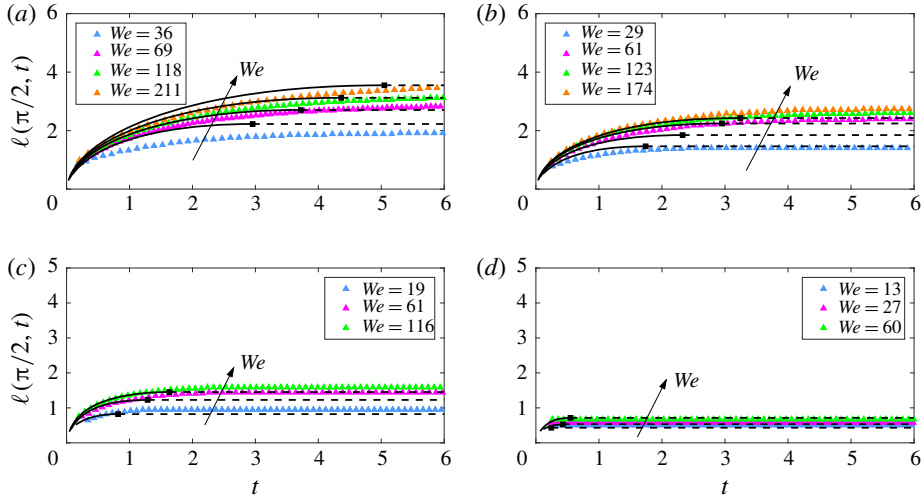 (a)
6
4
2
0
1
2
3
4
5
6
ℓ(π/2, t)
We = 36
We = 69
We = 118
We = 211
We
(b)
6
4
2
0
1
2
3
4
5
6
We = 29
We = 61
We = 123
We = 174
We
(c)
5
4
3
2
1
0
1
2
3
4
5
6
ℓ(π/2, t)
t
We = 19
We = 61
We = 116
We
(d)
5
4
3
2
1
0
1
2
3
4
5
6
t
We = 13
We = 27
We = 60
We